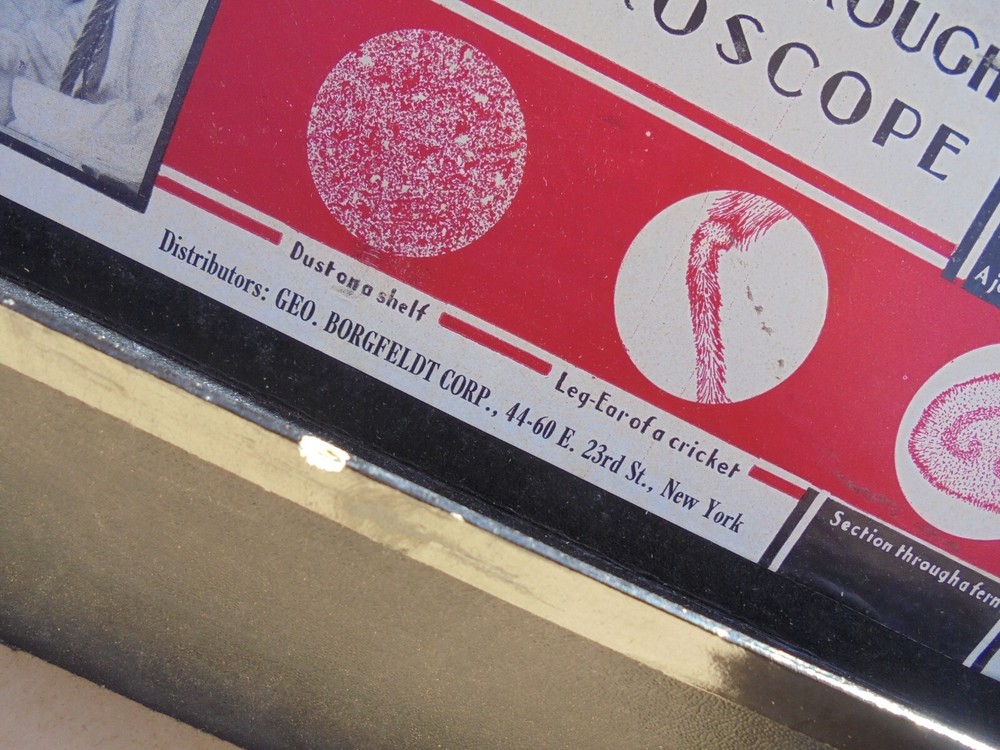 Dust on a shelf
Leg-Ear of a cricket
Distributors: GEO. BORGFELDT CORP., 44-60 E. 23rd St., New York
Section through a fern